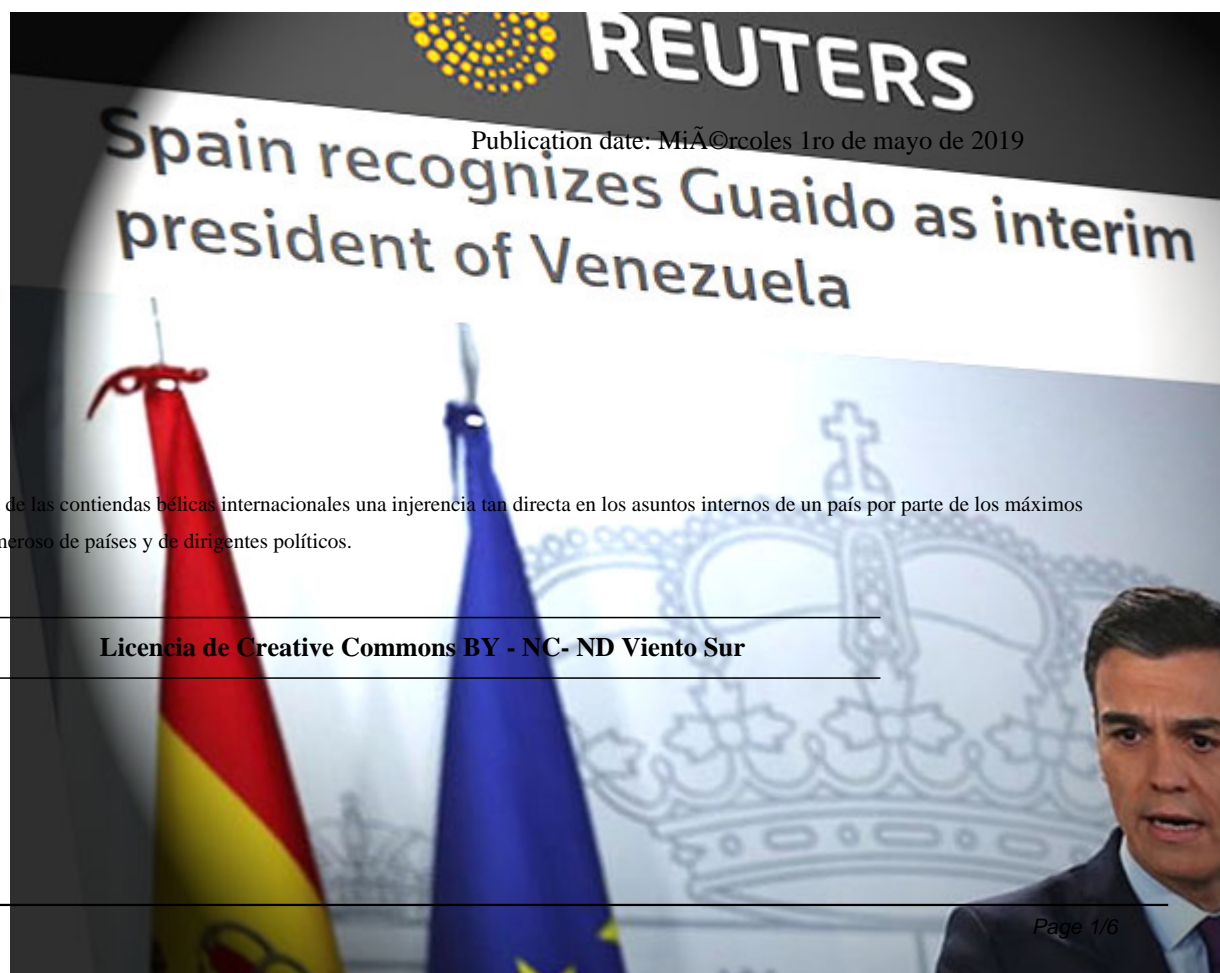 REUTERS
Publication date: MiÃ©rcoles 1ro de mayo de 2019
Spain recognizes Guaido as interim
president of Venezuela
de las contiendas bélicas internacionales una injerencia tan directa en los asuntos internos de un país por parte de los máximos
de países y de dirigentes políticos.
Licencia de Creative Commons BY - NC- ND Viento Sur
Page 1/6